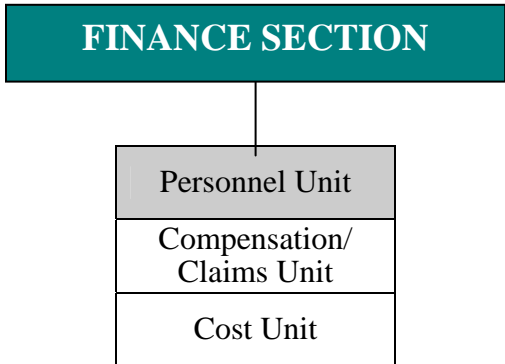 FINANCE SECTION
Personnel Unit
Compensation/
Claims Unit
Cost Unit